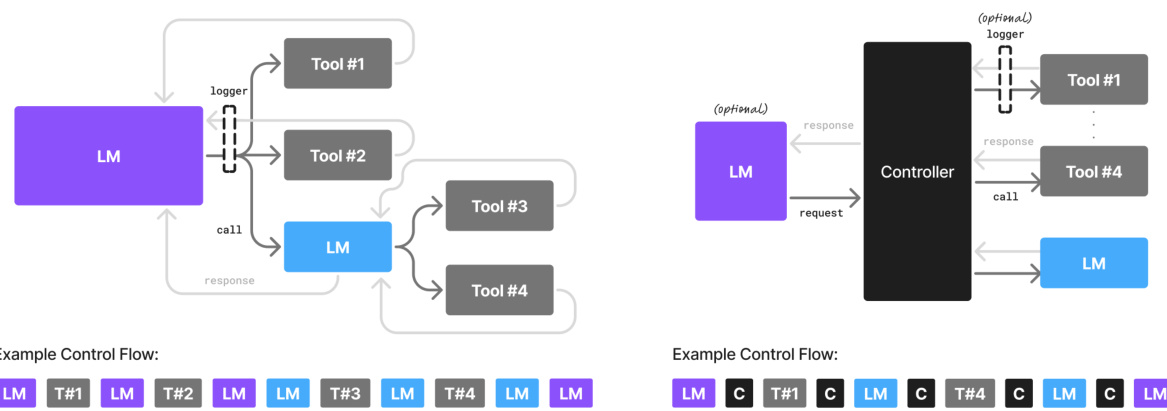 logger
Tool #1
LM
Tool #2
call
LM
Tool #3
response
Tool #4
Example Control Flow:
LM T#1 LM T#2 LM LM T#3 LM T#4 LM LM
(optional)
logger
Tool #1
(optional)
response
LM
Controller
response
Tool #4
request
call
LM
Example Control Flow:
LM C T#1 C LM C T#4 C LM C LM